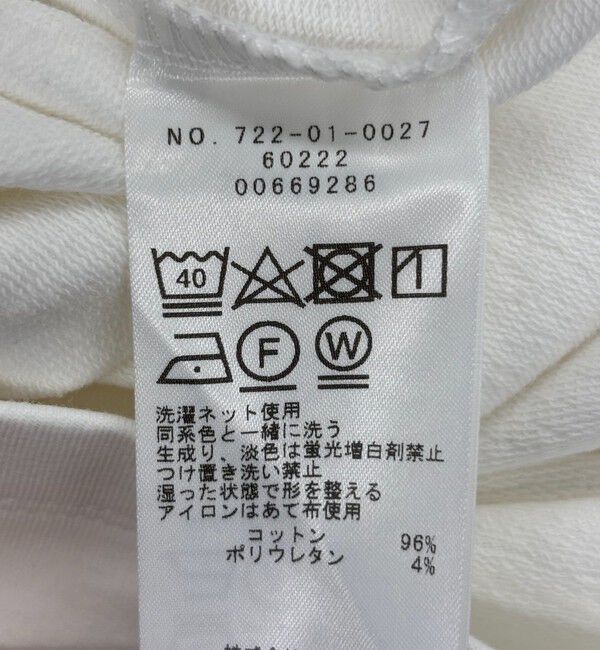 NO. 722-01-0027
60222
00669286
40
F W
洗濯ネット使用
同系色と一緒に洗う
生成り、淡色は蛍光増白剤禁止
つけ置き洗い禁止
湿った状態で形を整える
アイロンはあて布使用
コットン 96%
ポリウレタン 4%